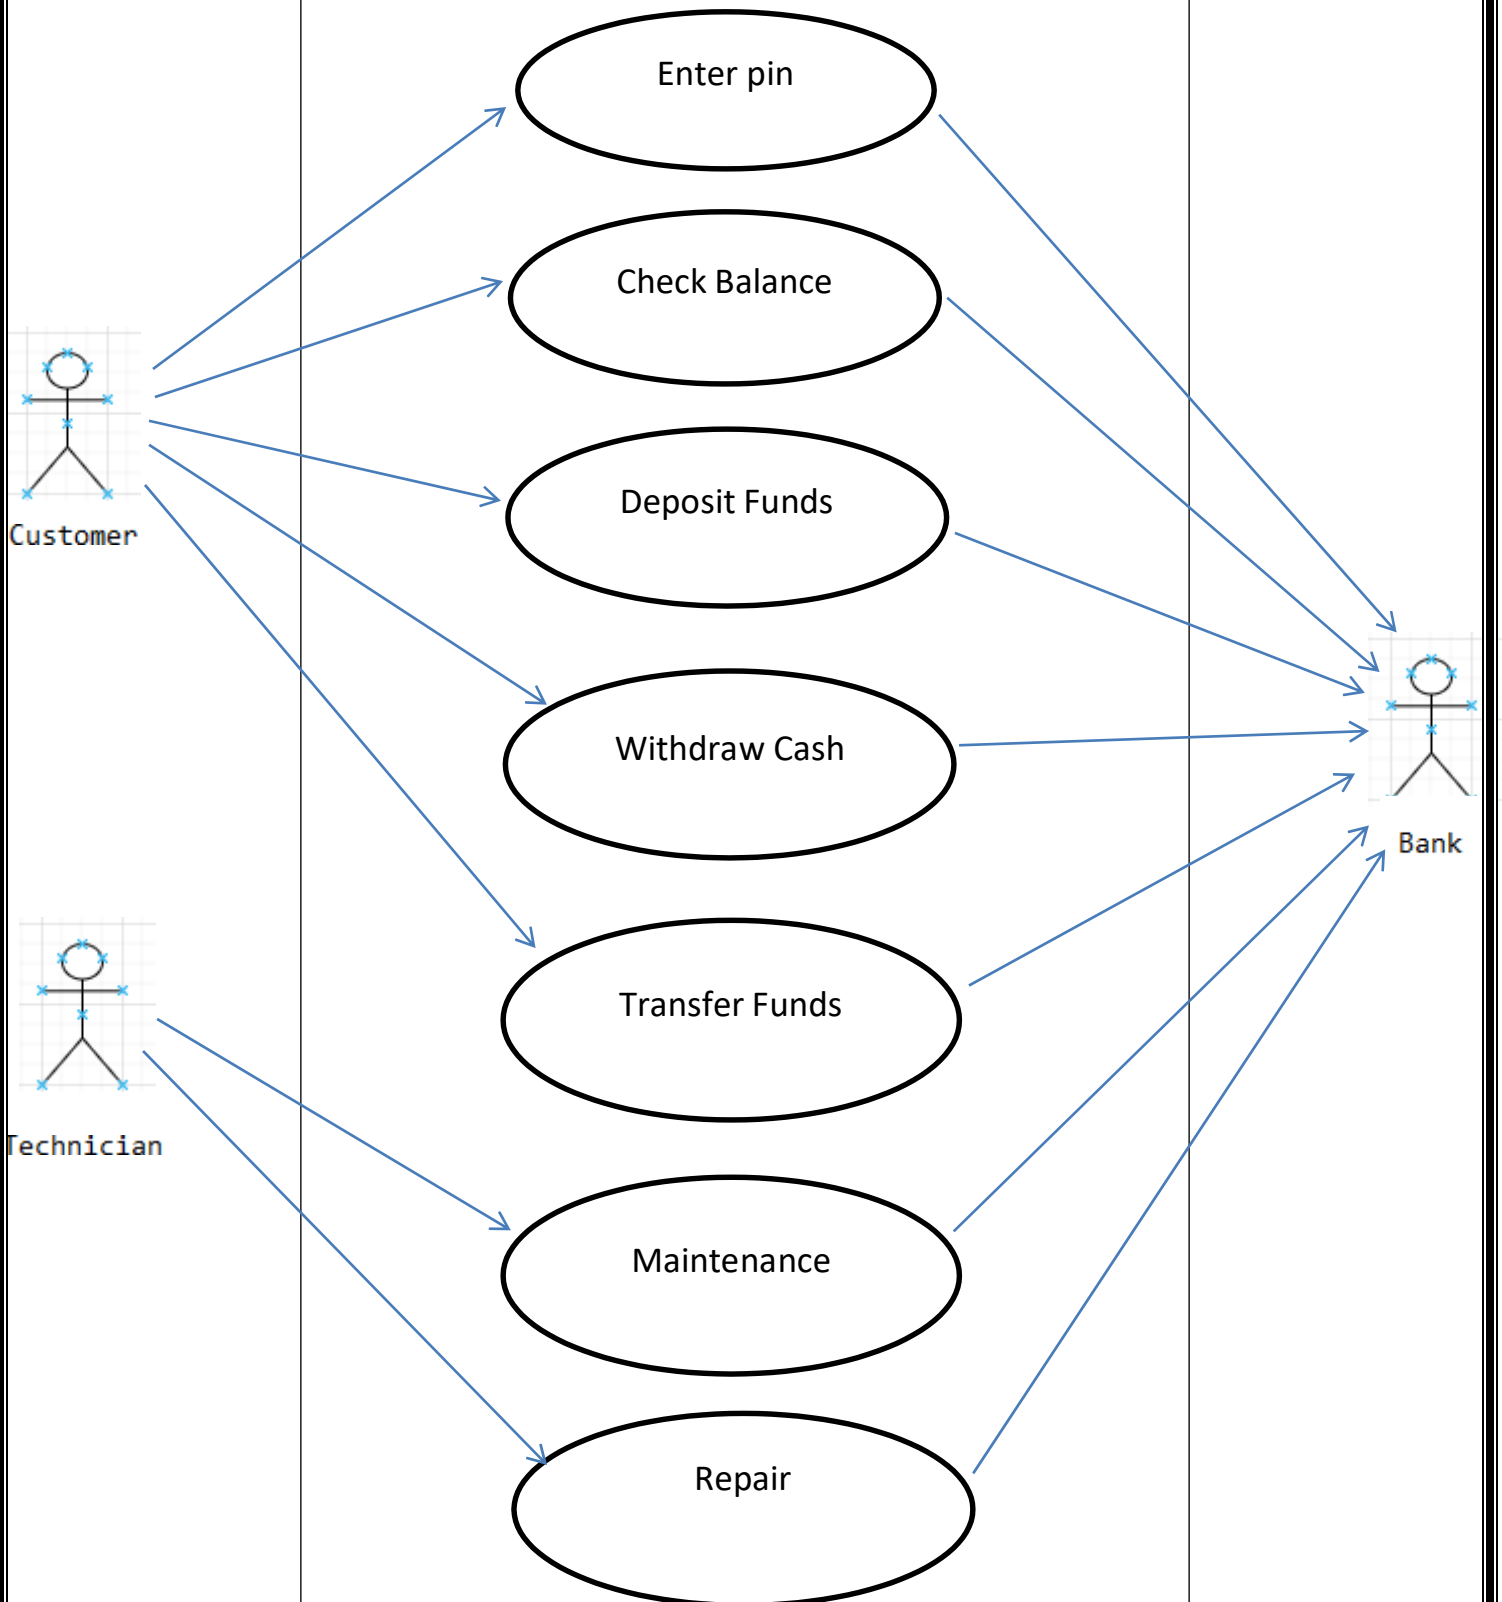 Enter pin
Check Balance
Deposit Funds
Customer
Withdraw Cash
Bank
Transfer Funds
Technician
Maintenance
Repair